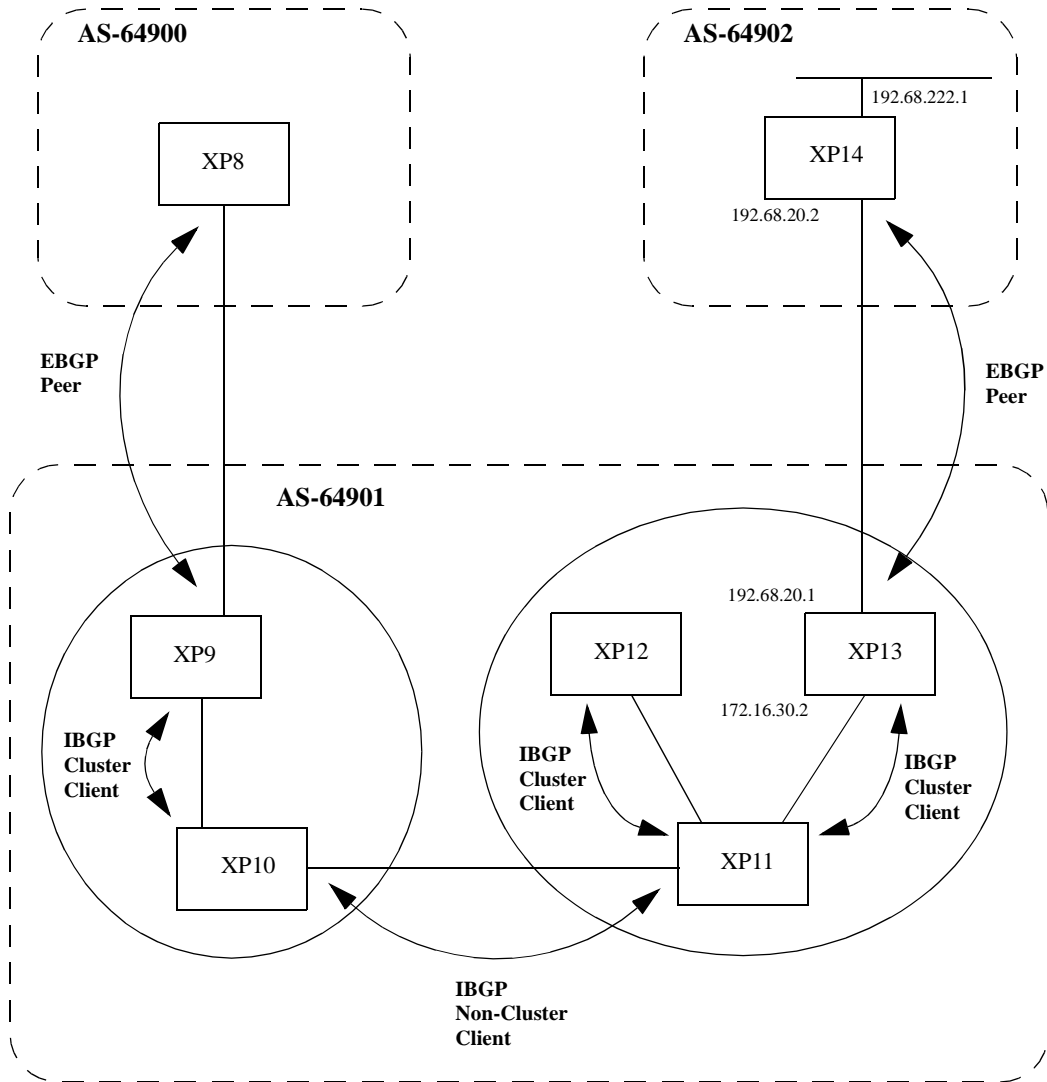 AS-64900
AS-64902
192.68.222.1
XP8
XP14
192.68.20.2
EBGP
Peer
EBGP
Peer
AS-64901
192.68.20.1
XP9
XP12
XP13
172.16.30.2
IBGP
Cluster
Client
IBGP
Cluster
Client
IBGP
Cluster
Client
XP10
XP11
IBGP
Non-Cluster
Client